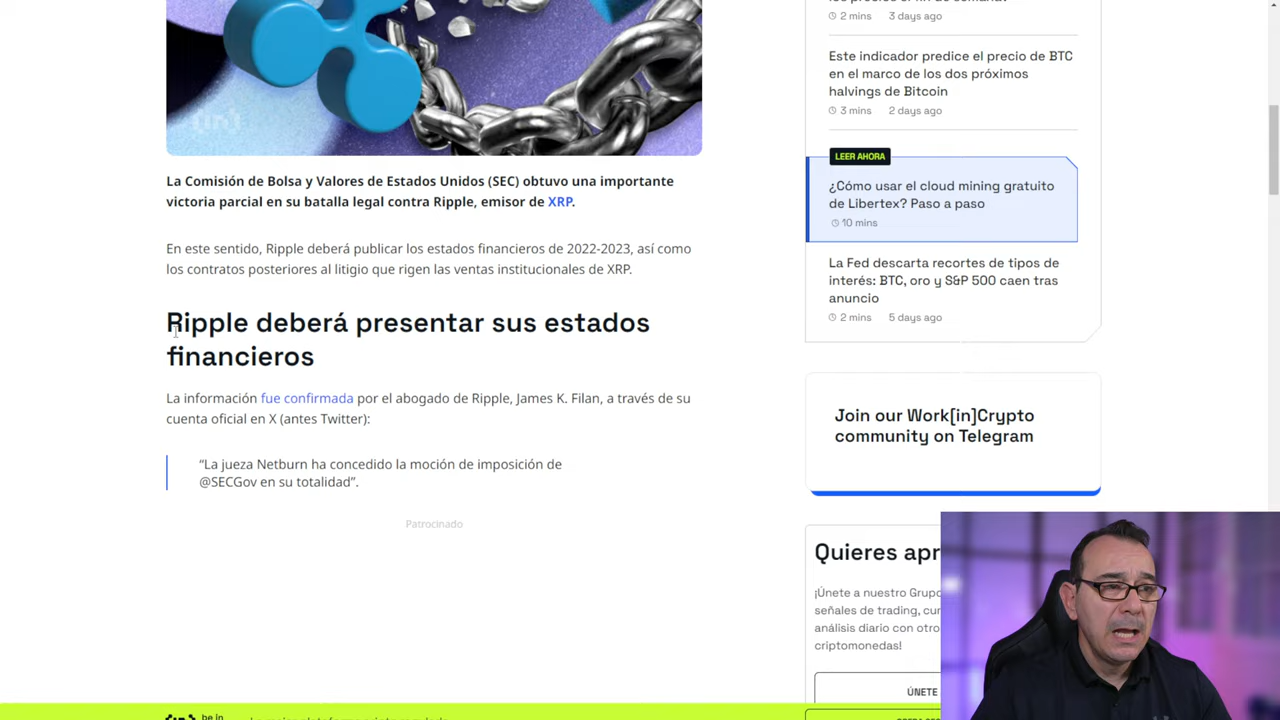 La Comisión de Bolsa y Valores de Estados Unidos (SEC) obtuvo una importante
victoria parcial en su batalla legal contra Ripple, emisor de XRP.
En este sentido, Ripple deberá publicar los estados financieros de 2022-2023, así como
los contratos posteriores al litigio que rigen las ventas institucionales de XRP.
Ripple deberá presentar sus estados
financieros
La información fue confirmada por el abogado de Ripple, James K. Filan, a través de su
cuenta oficial en X (antes Twitter):
“La jueza Netburn ha concedido la moción de imposición de
@SECGov en su totalidad”.
Patrocinado
2 mins 3 days ago
Este indicador predice el precio de BTC
en el marco de los dos próximos
halvings de Bitcoin
3 mins 2 days ago
LEER AHORA
¿Cómo usar el cloud mining gratuito
de Libertex? Paso a paso
10 mins
La Fed descarta recortes de tipos de
interés: BTC, oro y S&P 500 caen tras
anuncio
2 mins 5 days ago
Join our Work[in]Crypto
community on Telegram
Quieres apr
¡Únete a nuestro Grupo
señales de trading, cur
análisis diario con otro
criptomonedas!
ÚNETE
be in